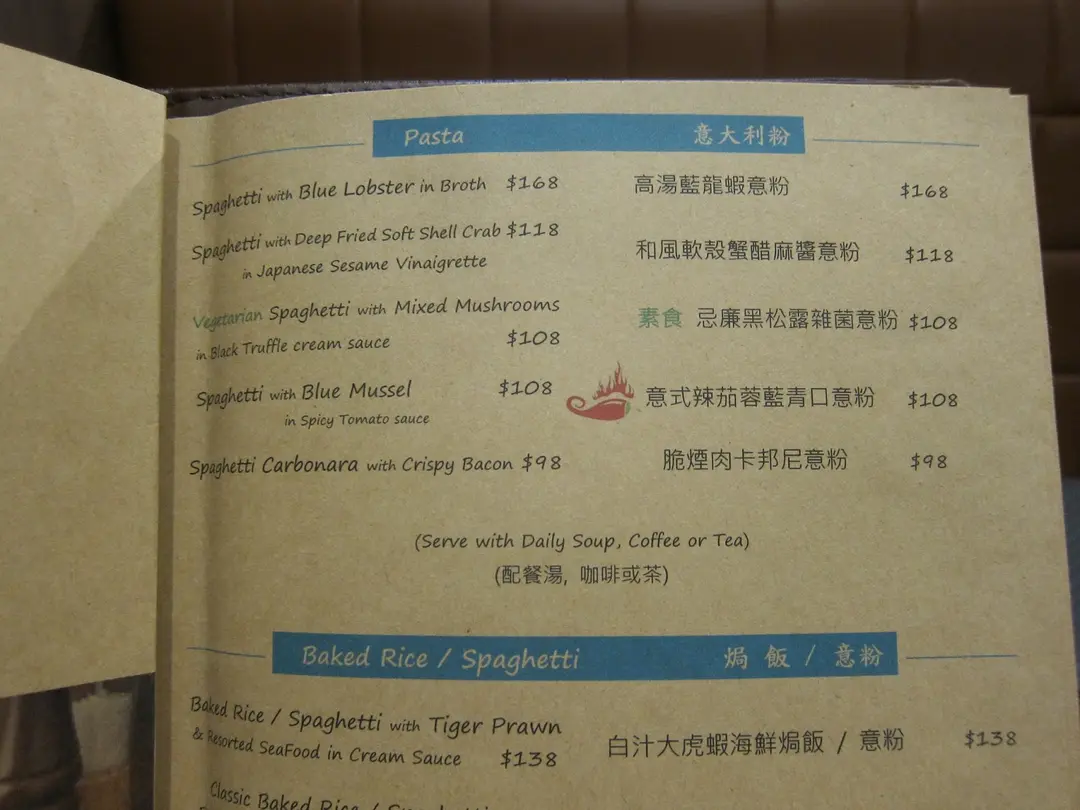 Pasta 意大利粉
Spaghetti with Blue Lobster in Broth $168 高湯藍龍蝦意粉 $168
Spaghetti with Deep Fried Soft Shell Crab $118 和風軟殼蟹醋麻醬意粉 $118
in Japanese Sesame Vinaigrette
Vegetarian Spaghetti with Mixed Mushrooms 素食 忌廉黑松露雜菌意粉 $108
in Black Truffle cream sauce $108
Spaghetti with Blue Mussel $108 意式辣茄蓉藍青口意粉 $108
in Spicy Tomato sauce
Spaghetti Carbonara with Crispy Bacon $98 脆煙肉卡邦尼意粉 $98
(Serve with Daily Soup, Coffee or Tea)
(配餐湯, 咖啡或茶)
Baked Rice / Spaghetti 焗 飯 / 意粉
Baked Rice / Spaghetti with Tiger Prawn
& Resorted SeaFood in Cream Sauce $138 白汁大虎蝦海鮮焗飯 / 意粉 $138
Classic Baked Rice /